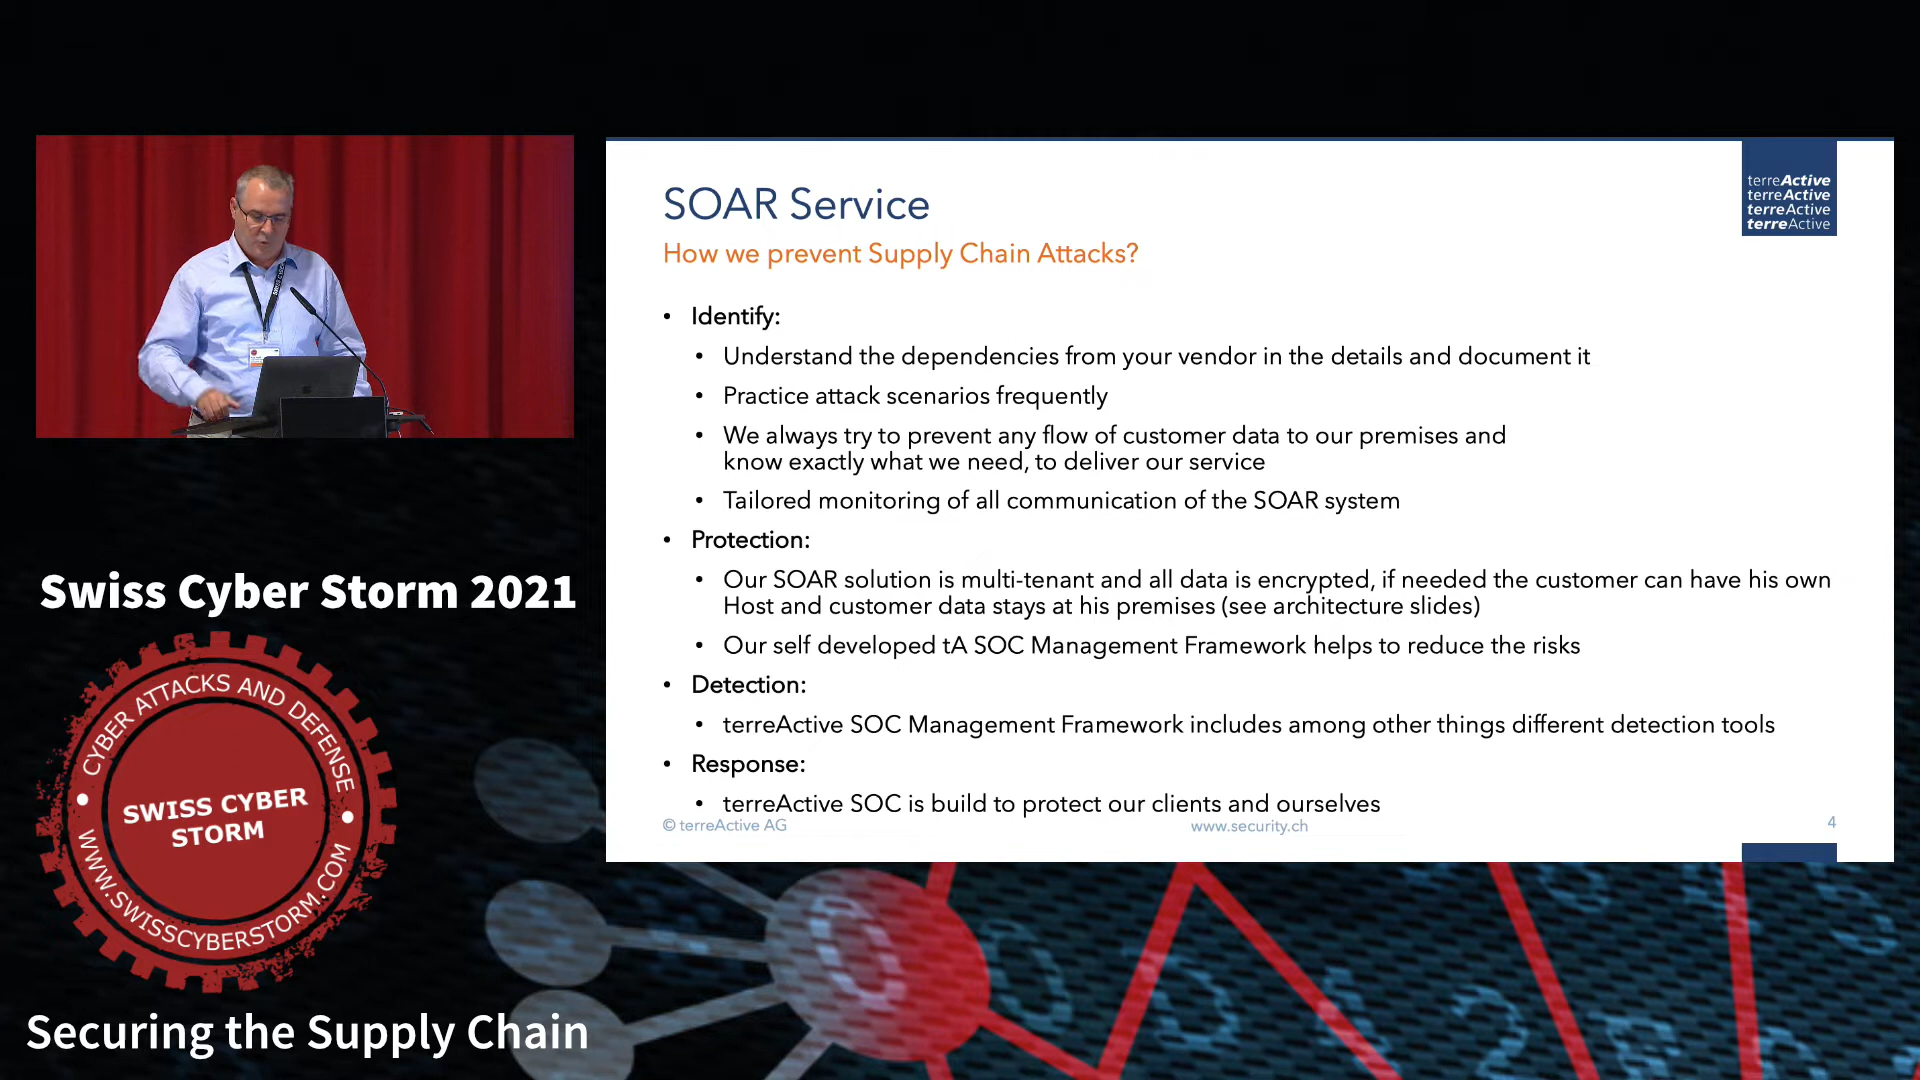 SOAR Service
How we prevent Supply Chain Attacks?
terreActive
terreActive
terreActive
terreActive
• Identify:
• Understand the dependencies from your vendor in the details and document it
• Practice attack scenarios frequently
• We always try to prevent any flow of customer data to our premises and
know exactly what we need, to deliver our service
• Tailored monitoring of all communication of the SOAR system
• Protection:
• Our SOAR solution is multi-tenant and all data is encrypted, if needed the customer can have his own
Host and customer data stays at his premises (see architecture slides)
• Our self developed tA SOC Management Framework helps to reduce the risks
• Detection:
• terreActive SOC Management Framework includes among other things different detection tools
• Response:
• terreActive SOC is build to protect our clients and ourselves
© terreActive AG
www.security.ch
4
Swiss Cyber Storm 2021
CYBER ATTACKS AND DEFENSE
SWISS CYBER
STORM
WWW.SWISSCYBERSTORM.COM
Securing the Supply Chain